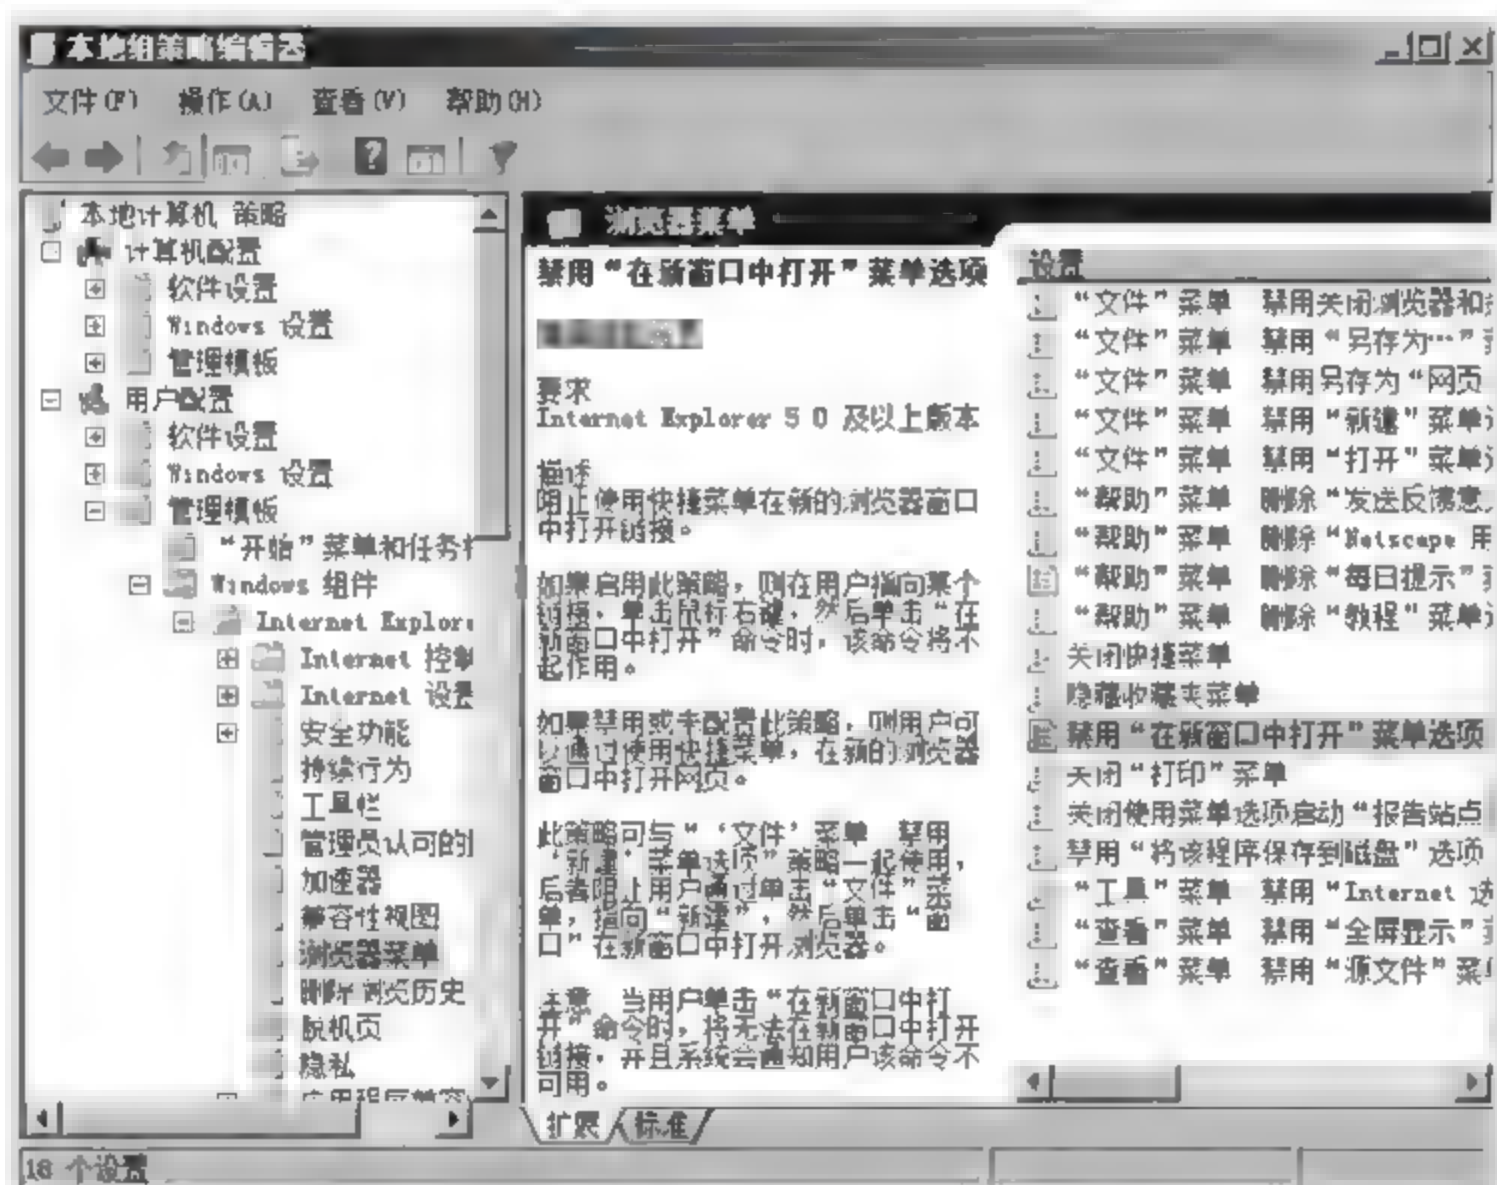 本地组策略编辑器
文件(F) 操作(A) 查看(V) 帮助(H)
本地计算机 策略
计算机配置
软件设置
Windows 设置
管理模板
用户配置
软件设置
Windows 设置
管理模板
“开始”菜单和任务
Windows 组件
Internet Explor
Internet 控制
Internet 设置
安全功能
持续行为
工具栏
管理员认可的
加速器
兼容性视图
浏览器菜单
删除浏览历史
脱机页
隐私
应用程序兼容
浏览器菜单
禁用“在新窗口中打开”菜单选项
要求
Internet Explorer 5 0 及以上版本
描述
阻止使用快捷菜单在新的浏览器窗口
中打开链接。
如果启用此策略，则在用户指向某个
链接，单击鼠标右键，然后单击“在
新窗口中打开”命令时，该命令将不
起作用。
如果禁用或未配置此策略，则用户可
以通过使用快捷菜单，在新的浏览器
窗口中打开网页。
此策略可与“‘文件’菜单 禁用
‘新建’菜单选项”策略一起使用，
后者阻止用户通过单击“文件”菜
单，指向“新建”，然后单击“窗
口”在新窗口中打开浏览器。
注意 当用户单击“在新窗口中打
开”命令时，将无法在新窗口中打开
链接，并且系统会通知用户该命令不
可用。
扩展 标准
设置
“文件”菜单 禁用关闭浏览器和
“文件”菜单 禁用“另存为…”
“文件”菜单 禁用另存为“网页
“文件”菜单 禁用“新建”菜单
“文件”菜单 禁用“打开”菜单
“帮助”菜单 删除“发送反馈意
“帮助”菜单 删除“Netscape 用
“帮助”菜单 删除“每日提示”
“帮助”菜单 删除“教程”菜单
关闭快捷菜单
隐藏收藏夹菜单
禁用“在新窗口中打开”菜单选项
关闭“打印”菜单
关闭使用菜单选项启动“报告站点
禁用“将该程序保存到磁盘”选项
“工具”菜单 禁用“Internet 选
“查看”菜单 禁用“全屏显示”
“查看”菜单 禁用“源文件”菜
18 个设置